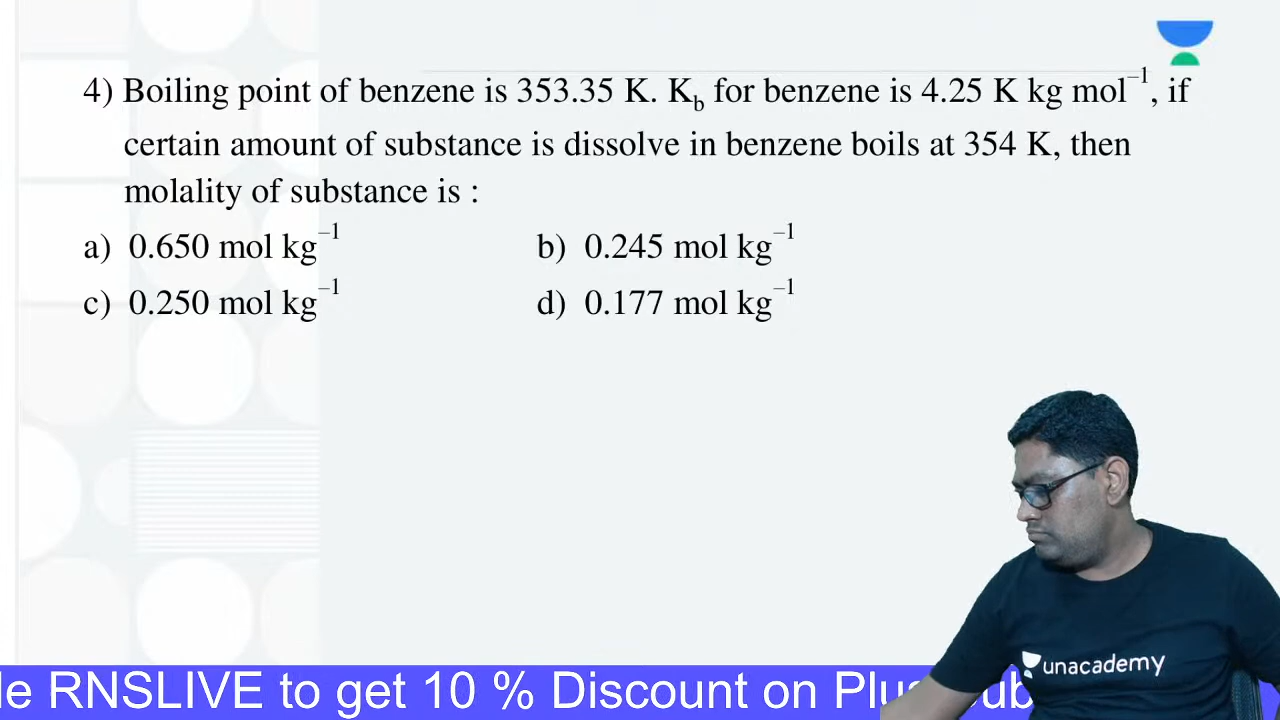 4) Boiling point of benzene is 353.35 K. K_b for benzene is 4.25 K kg mol⁻¹, if
certain amount of substance is dissolve in benzene boils at 354 K, then
molality of substance is :
a) 0.650 mol kg⁻¹ b) 0.245 mol kg⁻¹
c) 0.250 mol kg⁻¹ d) 0.177 mol kg⁻¹
unacademy
RNSLIVE to get 10 % Discount on